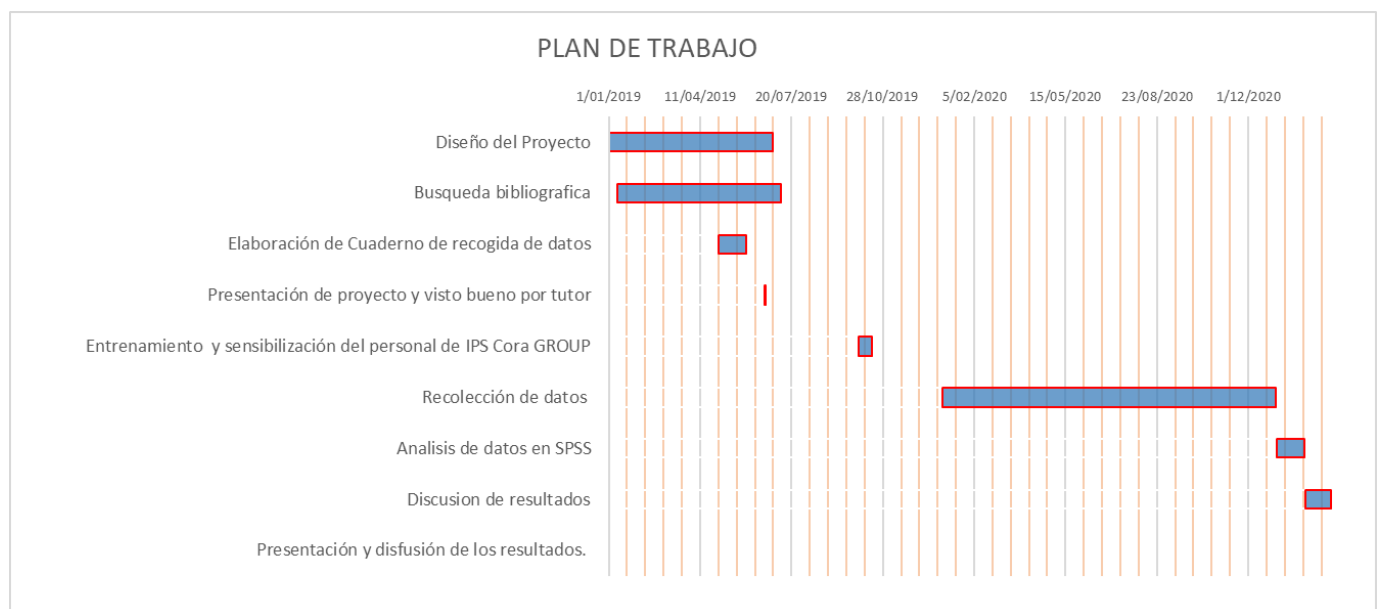 PLAN DE TRABAJO
1/01/2019 11/04/2019 20/07/2019 28/10/2019 5/02/2020 15/05/2020 23/08/2020 1/12/2020
Diseño del Proyecto
Busqueda bibliografica
Elaboración de Cuaderno de recogida de datos
Presentación de proyecto y visto bueno por tutor
Entrenamiento y sensibilización del personal de IPS Cora GROUP
Recolección de datos
Analisis de datos en SPSS
Discusion de resultados
Presentación y disfusión de los resultados.